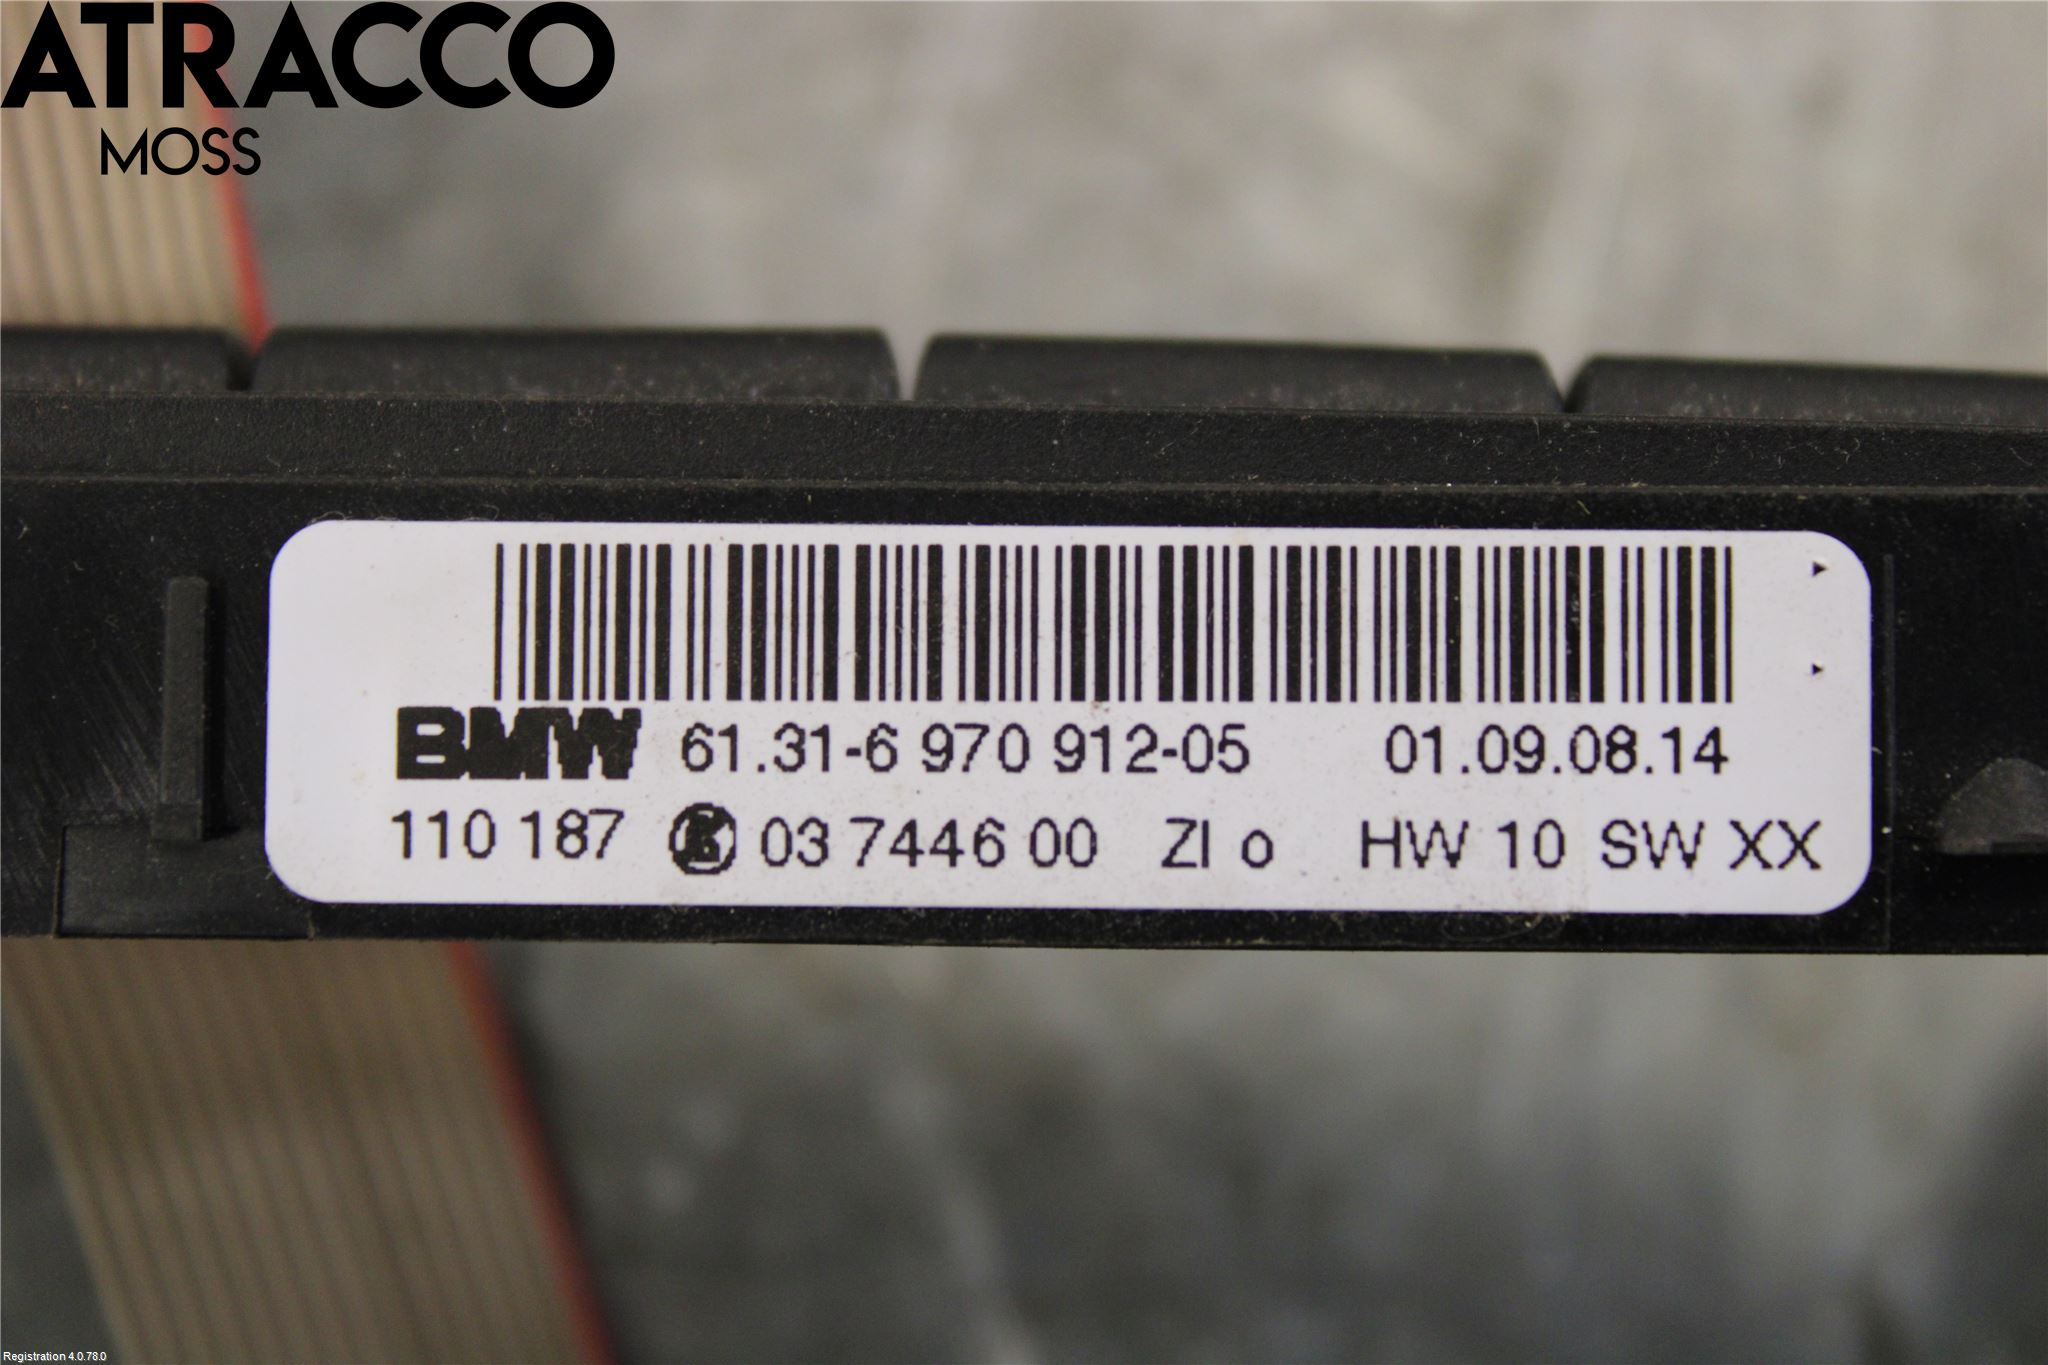 ATRACCO
MOSS
BMW 61.31-6 970 912-05 01.09.08.14
110 187 K 03 7446 00 ZI o HW 10 SW XX
Registration 4.0.78.0